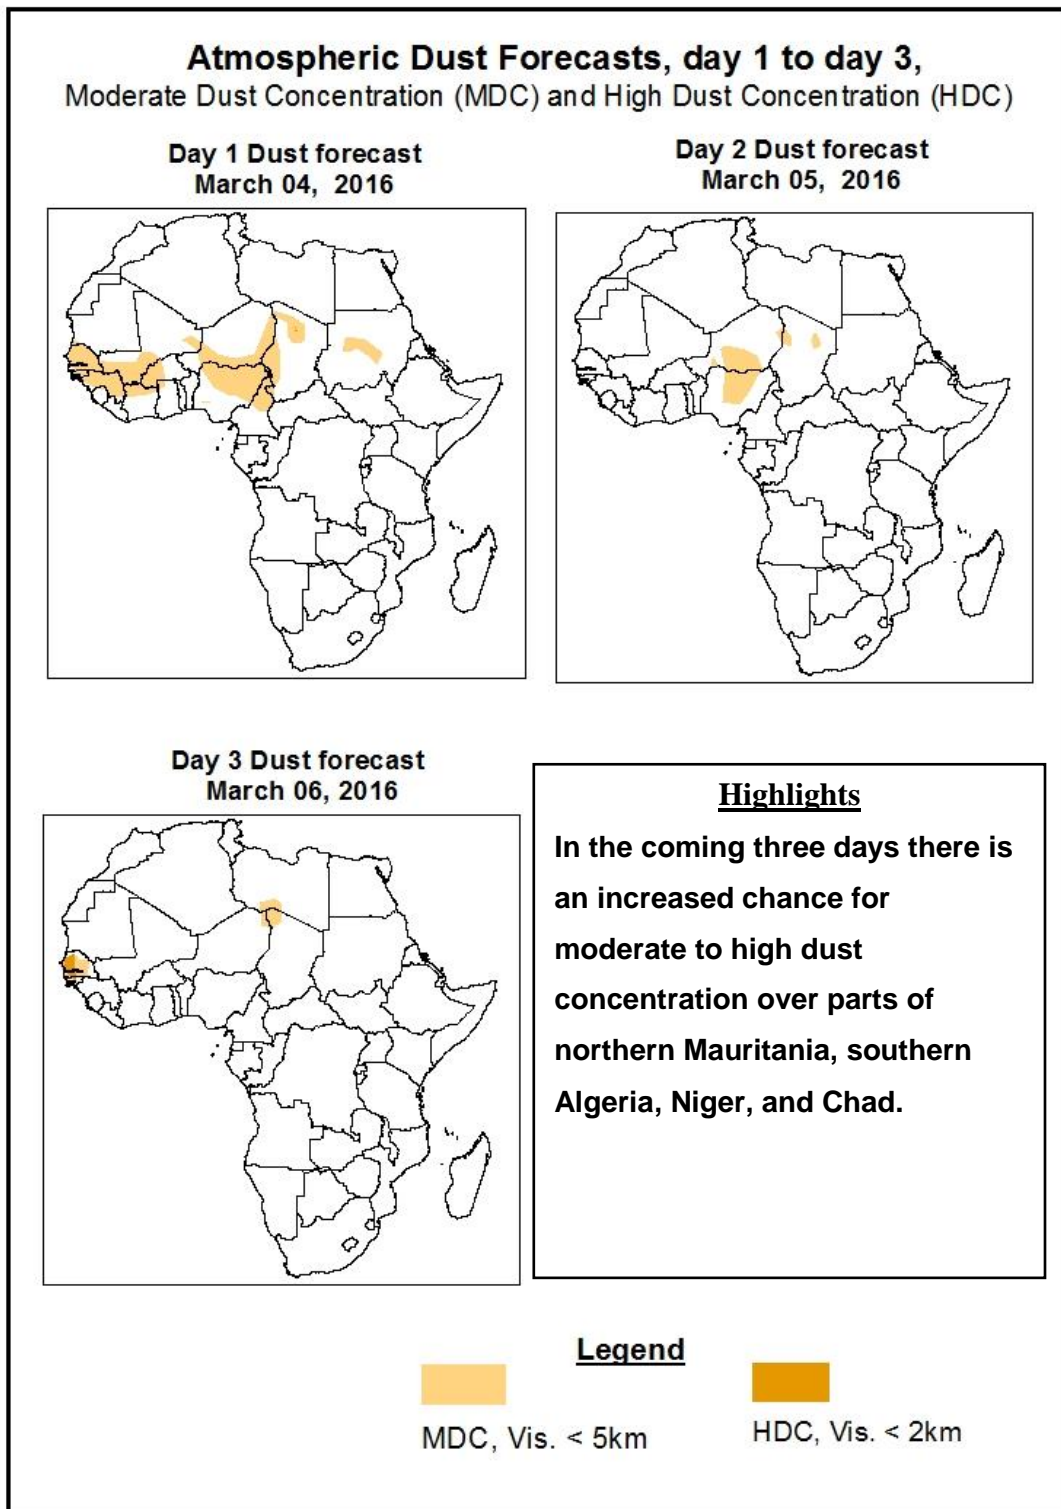 Atmospheric Dust Forecasts, day 1 to day 3,
Moderate Dust Concentration (MDC) and High Dust Concentration (HDC)
Day 1 Dust forecast
March 04, 2016
Day 2 Dust forecast
March 05, 2016
Day 3 Dust forecast
March 06, 2016
Highlights
In the coming three days there is
an increased chance for
moderate to high dust
concentration over parts of
northern Mauritania, southern
Algeria, Niger, and Chad.
Legend
MDC, Vis. < 5km
HDC, Vis. < 2km